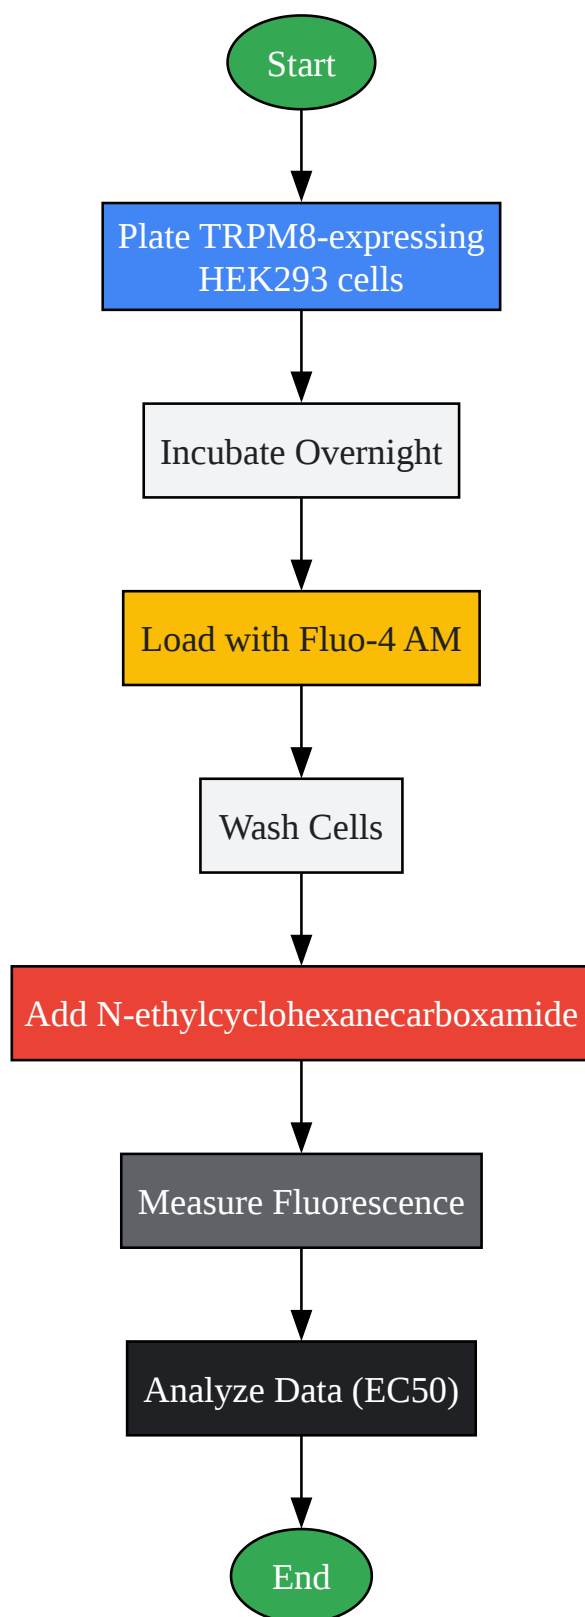 Start
Plate TRPM8-expressing
HEK293 cells
Incubate Overnight
Load with Fluo-4 AM
Wash Cells
Add N-ethylcyclohexanecarboxamide
Measure Fluorescence
Analyze Data (EC50)
End